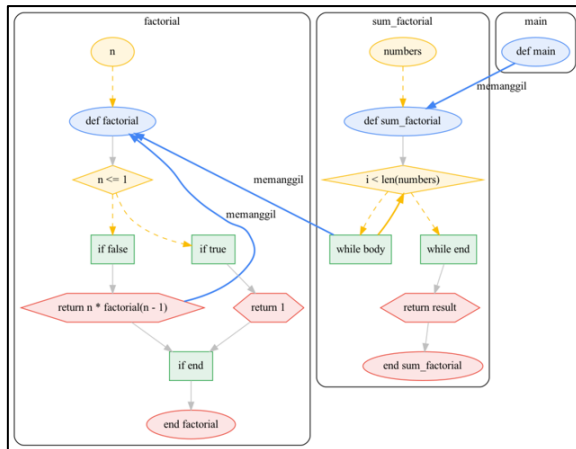 factorial
n
def factorial
n <= 1
memanggil
if false
if true
return n * factorial(n - 1)
return 1
if end
end factorial
sum_factorial
numbers
memanggil
def sum_factorial
i < len(numbers)
while body
while end
return result
end sum_factorial
main
def main